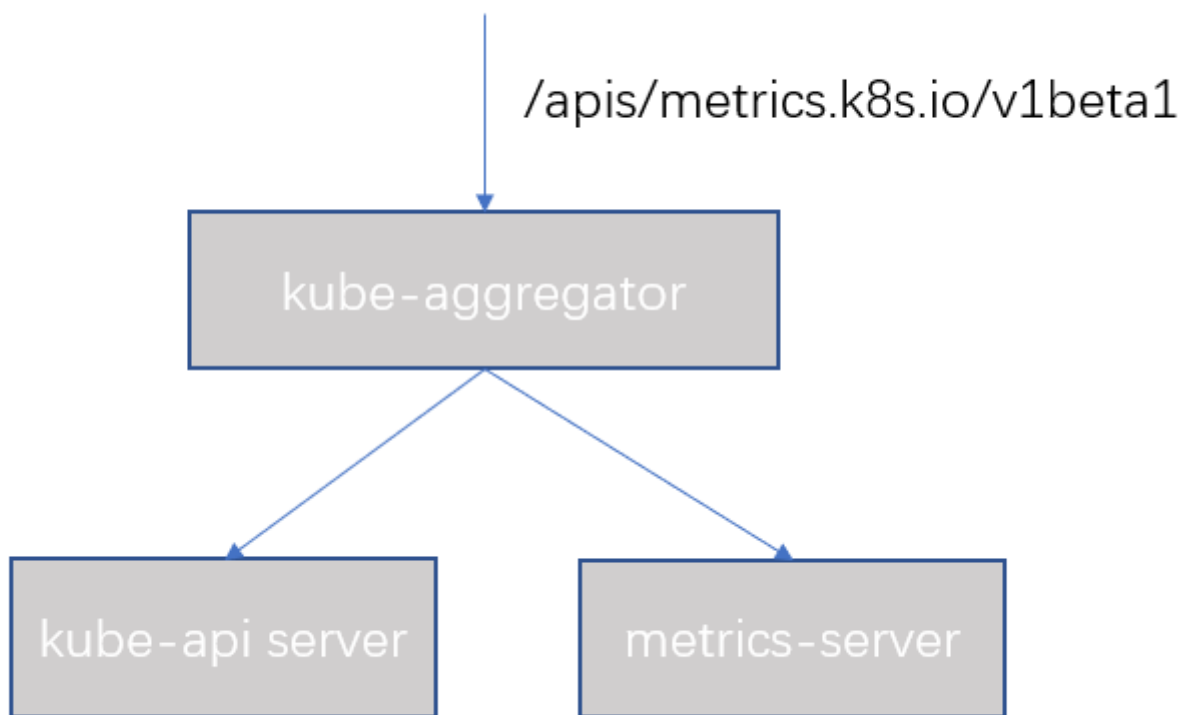 /apis/metrics.k8s.io/v1beta1
kube-aggregator
kube-api server
metrics-server